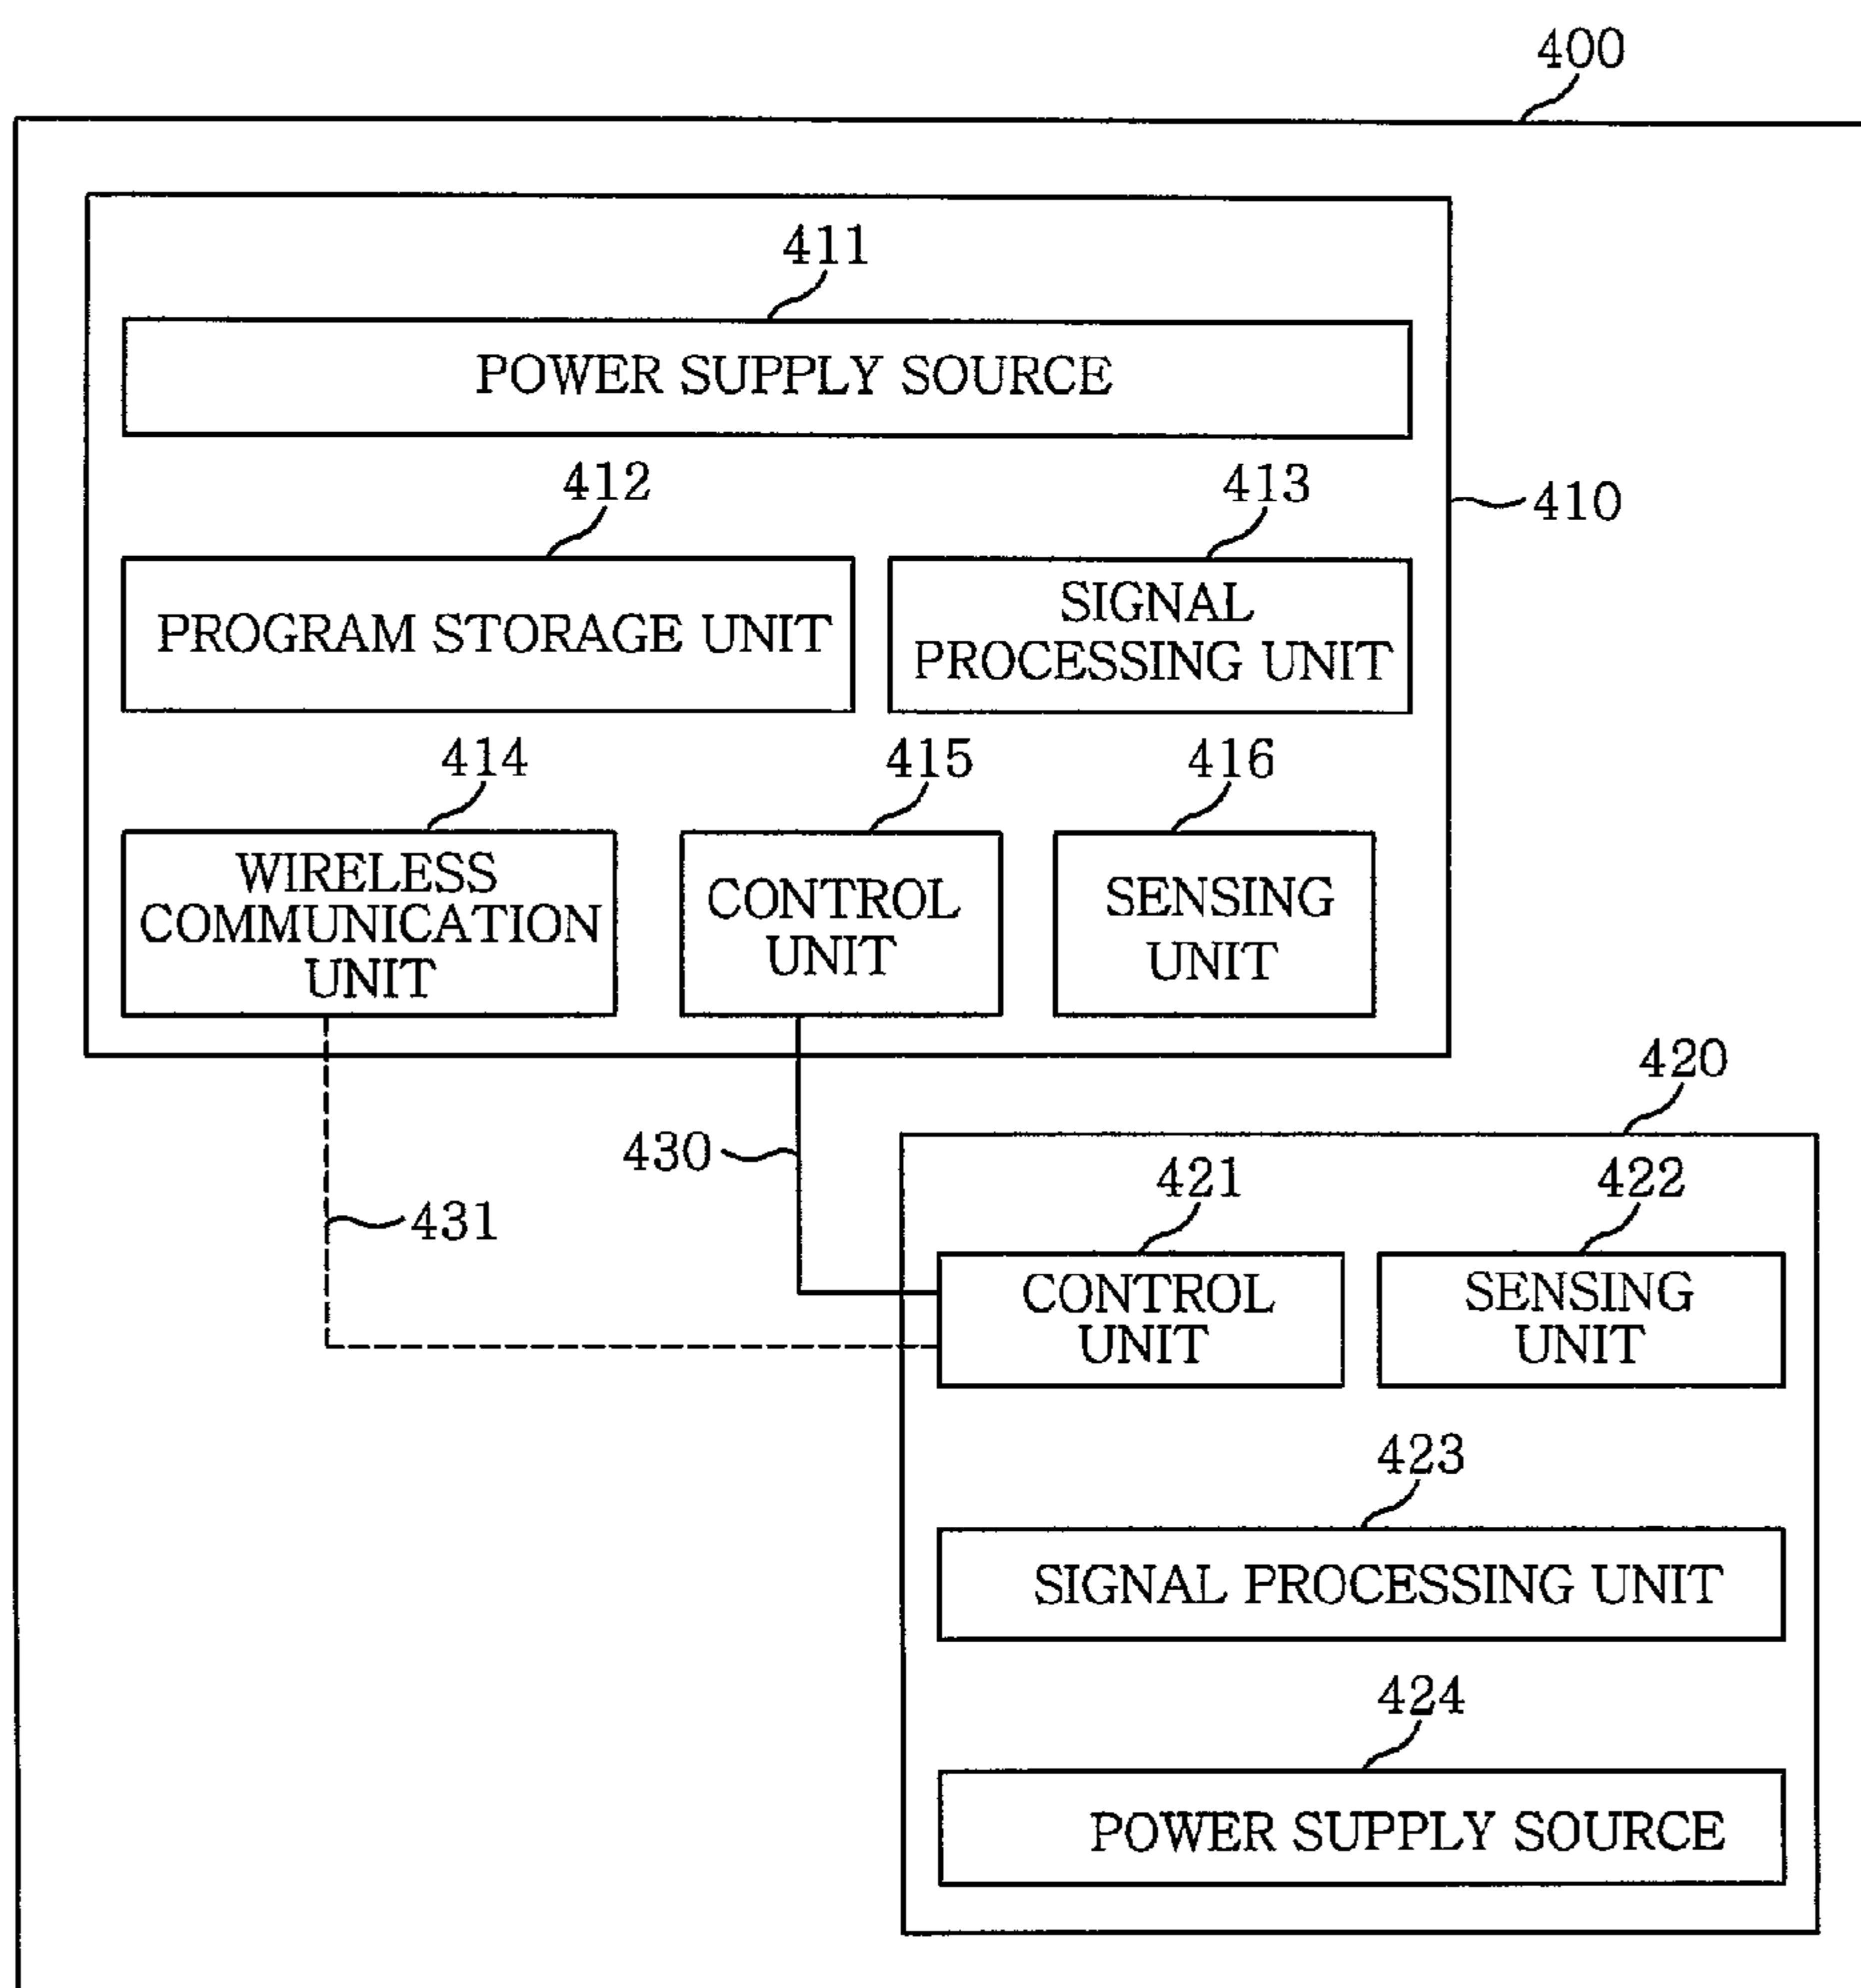 400
411
POWER SUPPLY SOURCE
412
413
410
PROGRAM STORAGE UNIT
SIGNAL
PROCESSING UNIT
414
415
416
WIRELESS
COMMUNICATION
UNIT
CONTROL
UNIT
SENSING
UNIT
420
430
431
421
422
CONTROL
UNIT
SENSING
UNIT
423
SIGNAL PROCESSING UNIT
424
POWER SUPPLY SOURCE